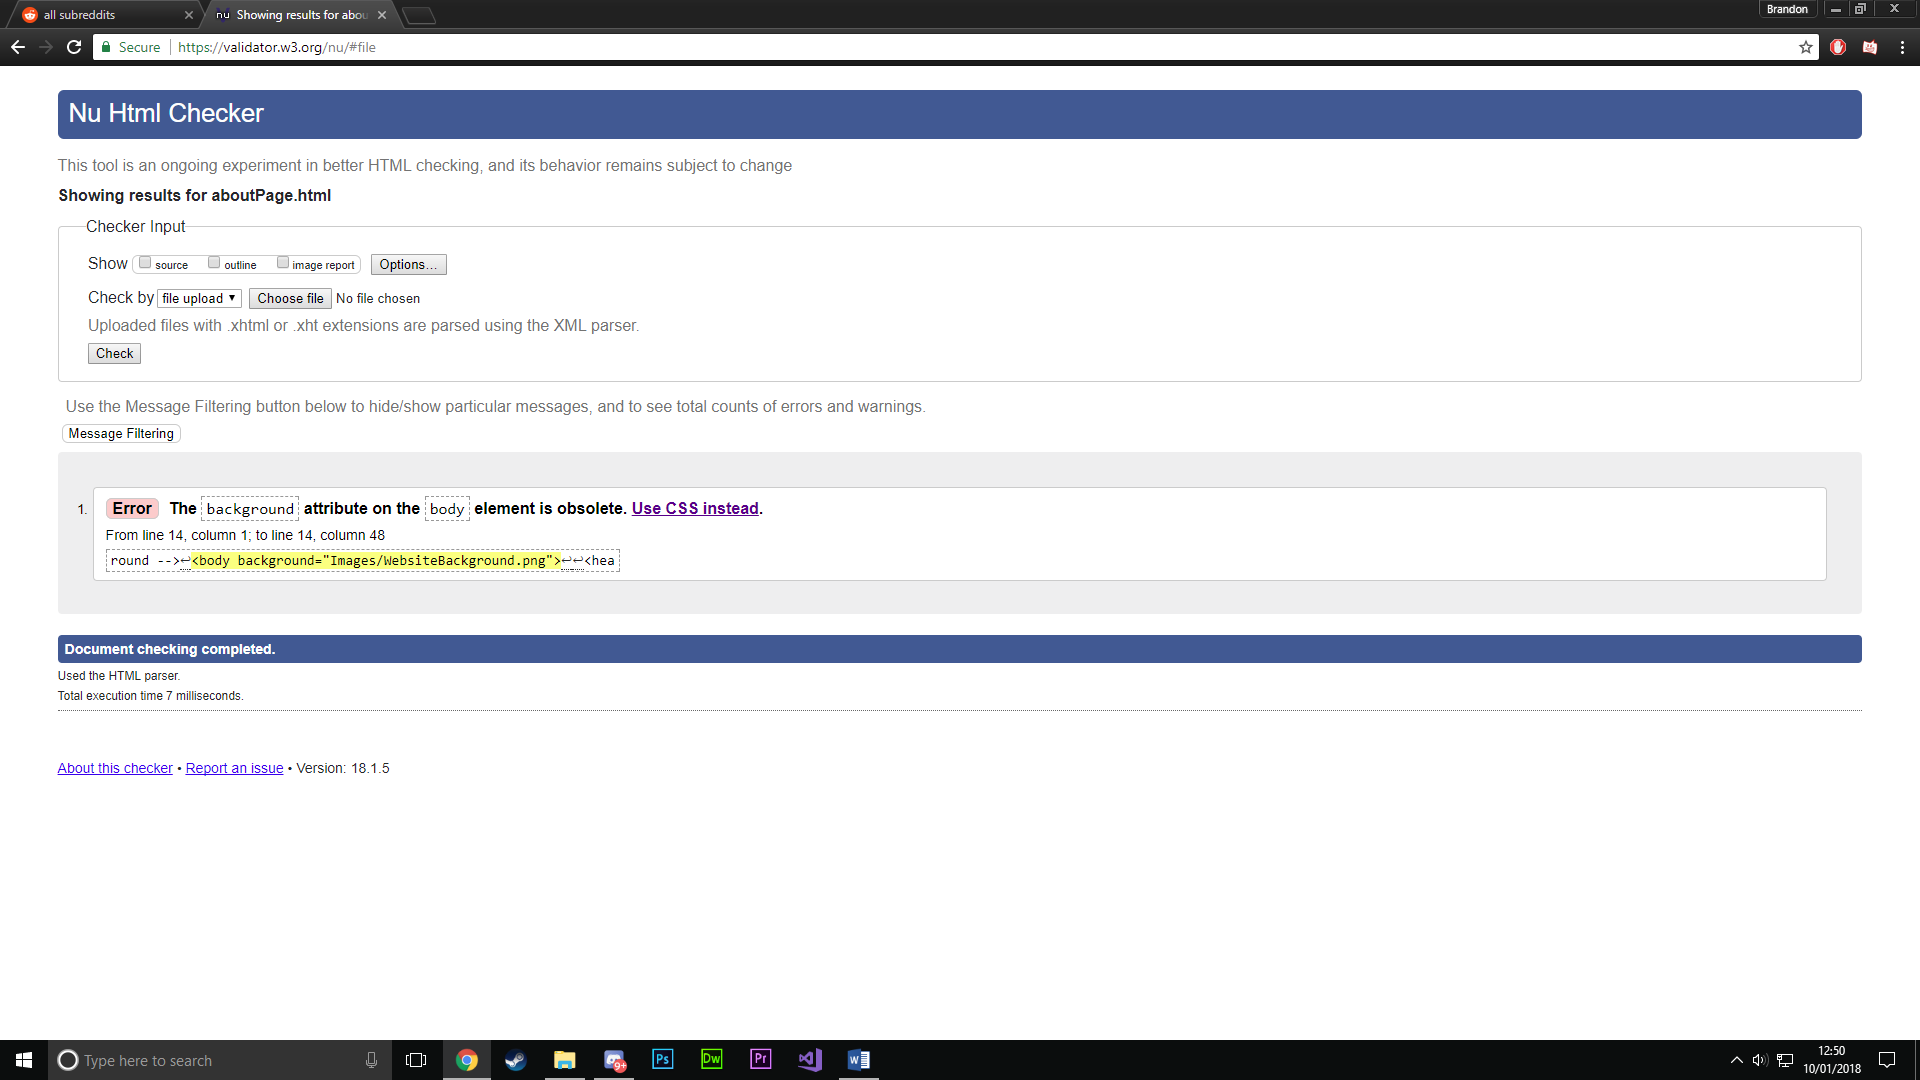 all subreddits
nu Showing results for abou
Brandon
Secure https://validator.w3.org/nu/#file
Nu Html Checker
This tool is an ongoing experiment in better HTML checking, and its behavior remains subject to change
Showing results for aboutPage.html
Checker Input
Show source outline image report Options...
Check by file upload Choose file No file chosen
Uploaded files with .xhtml or .xht extensions are parsed using the XML parser.
Check
Use the Message Filtering button below to hide/show particular messages, and to see total counts of errors and warnings.
Message Filtering
1. Error The background attribute on the body element is obsolete. Use CSS instead.
From line 14, column 1; to line 14, column 48
round -->↩<body background="Images/WebsiteBackground.png">↩↩<hea
Document checking completed.
Used the HTML parser.
Total execution time 7 milliseconds.
About this checker • Report an issue • Version: 18.1.5
Type here to search
9+
Ps
Dw
Pr
12:50
10/01/2018